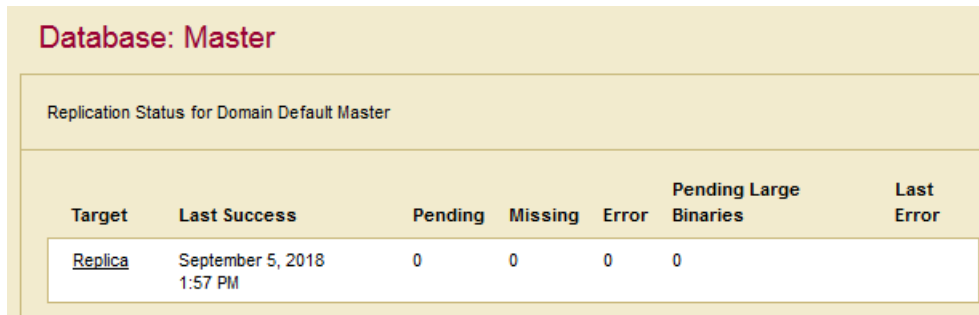 Database: Master
Replication Status for Domain Default Master
Target Last Success Pending Missing Error Pending Large Binaries Last Error
Replica September 5, 2018 1:57 PM 0 0 0 0